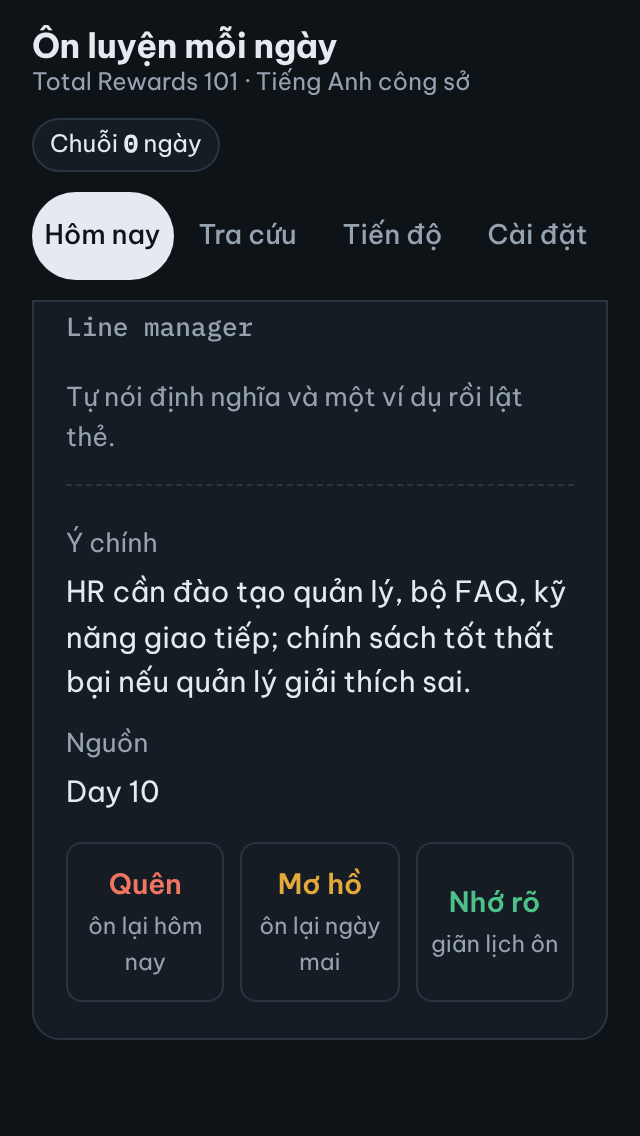 Ôn luyện mỗi ngày
Total Rewards 101 · Tiếng Anh công sở
Chuỗi 0 ngày
Hôm nay
Tra cứu
Tiến độ
Cài đặt
Line manager
Tự nói định nghĩa và một ví dụ rồi lật
thẻ.
Ý chính
HR cần đào tạo quản lý, bộ FAQ, kỹ
năng giao tiếp; chính sách tốt thất
bại nếu quản lý giải thích sai.
Nguồn
Day 10
Quên
ôn lại hôm
nay
Mơ hồ
ôn lại ngày
mai
Nhớ rõ
giãn lịch ôn